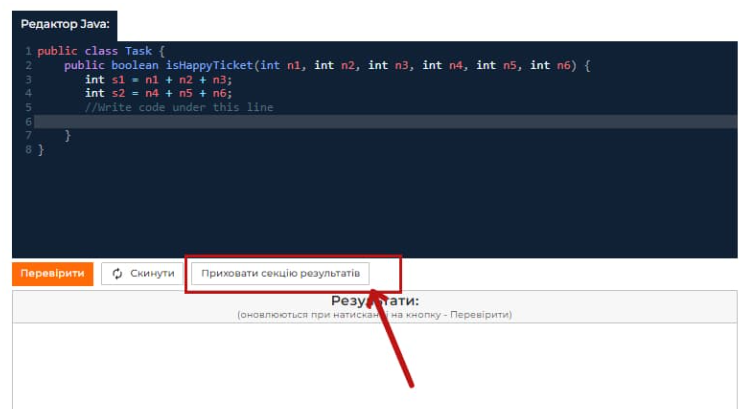 Редактор Java:
1 public class Task {
2 public boolean isHappyTicket(int n1, int n2, int n3, int n4, int n5, int n6) {
3 int s1 = n1 + n2 + n3;
4 int s2 = n4 + n5 + n6;
5 //Write code under this line
6
7 }
8 }
Перевірити Скинути Приховати секцію результатів
Результати:
(оновлюються при натисканні на кнопку - Перевірити)